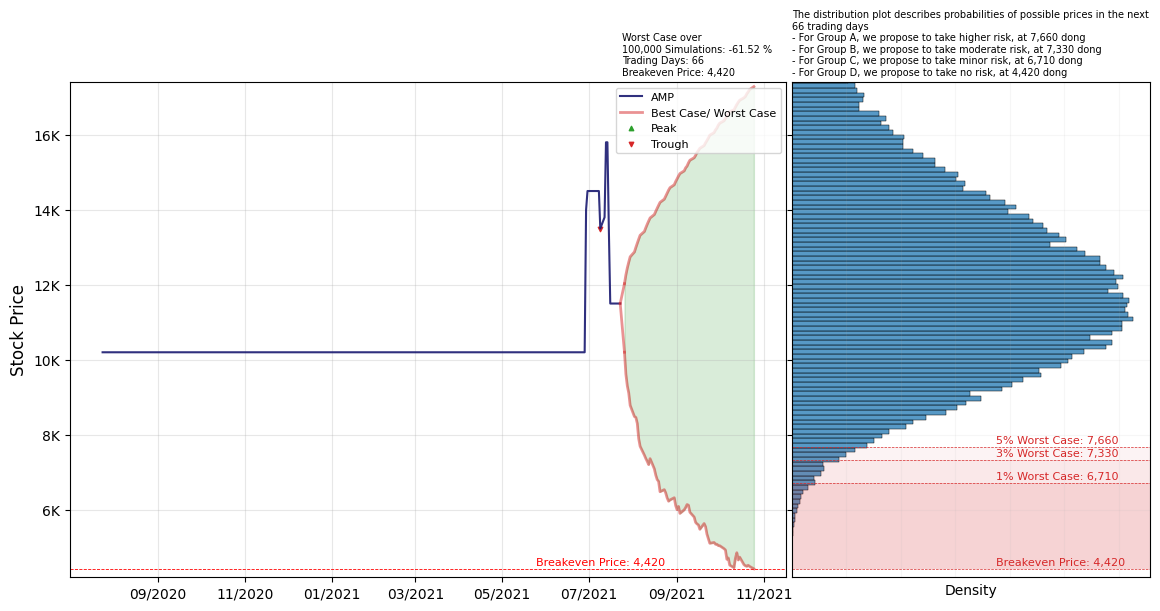 The distribution plot describes probabilities of possible prices in the next
66 trading days
- For Group A, we propose to take higher risk, at 7,660 dong
- For Group B, we propose to take moderate risk, at 7,330 dong
- For Group C, we propose to take minor risk, at 6,710 dong
- For Group D, we propose to take no risk, at 4,420 dong
Worst Case over
100,000 Simulations: -61.52 %
Trading Days: 66
Breakeven Price: 4,420
AMP
Best Case/ Worst Case
Peak
Trough
Stock Price
16K
14K
12K
10K
8K
6K
Breakeven Price: 4,420
09/2020
11/2020
01/2021
03/2021
05/2021
07/2021
09/2021
11/2021
5% Worst Case: 7,660
3% Worst Case: 7,330
1% Worst Case: 6,710
Breakeven Price: 4,420
Density